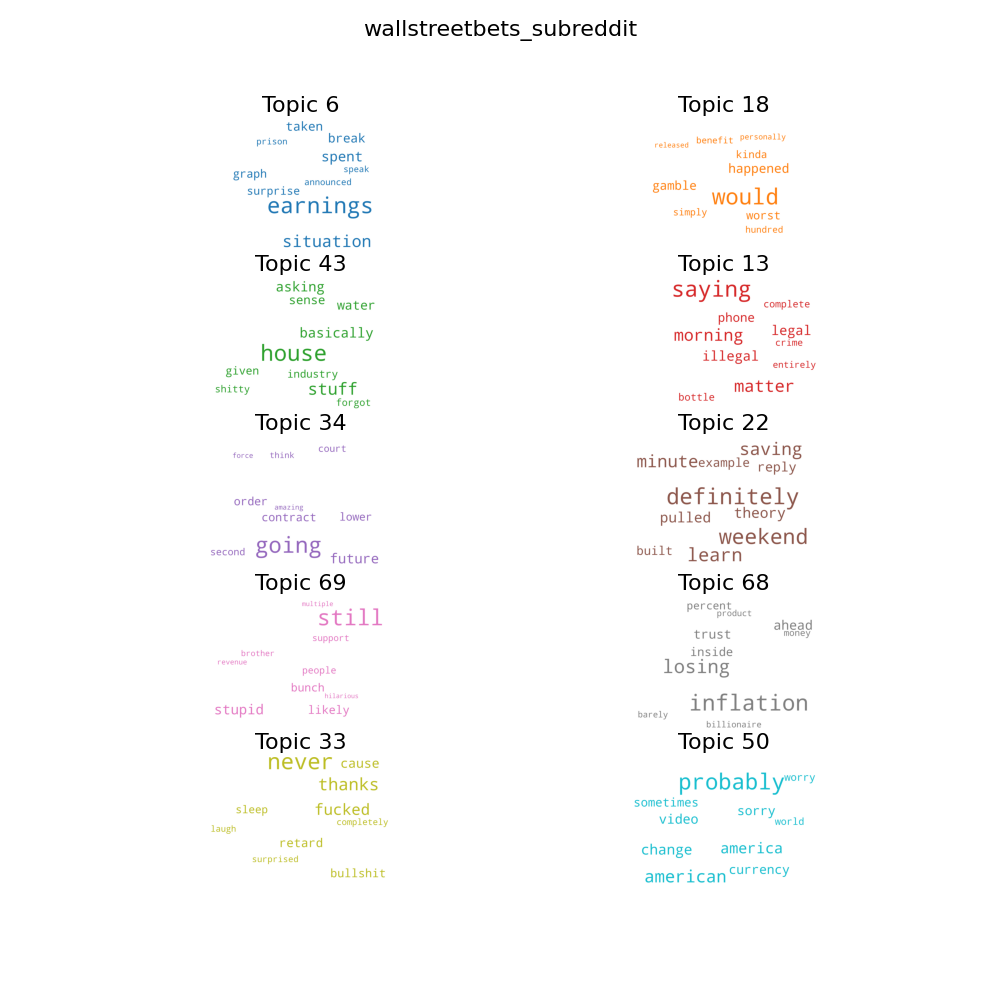 wallstreetbets_subreddit
Topic 6
taken
prison
break
spent
speak
graph
announced
surprise
earnings
situation
Topic 18
personally
benefit
released
kinda
happened
gamble
would
simply
worst
hundred
Topic 43
asking
sense
water
basically
house
given
industry
shitty
stuff
forgot
Topic 13
saying
complete
phone
morning
legal
crime
illegal
entirely
matter
bottle
Topic 34
court
force
think
order
amazing
contract
lower
second
going
future
Topic 22
saving
minute
example
reply
definitely
pulled
theory
weekend
built
learn
Topic 69
multiple
still
support
brother
revenue
people
bunch
hilarious
stupid
likely
Topic 68
percent
product
ahead
trust
money
inside
losing
inflation
barely
billionaire
Topic 33
never
cause
thanks
sleep
fucked
completely
laugh
retard
surprised
bullshit
Topic 50
probably
worry
sometimes
sorry
video
world
change
america
american
currency